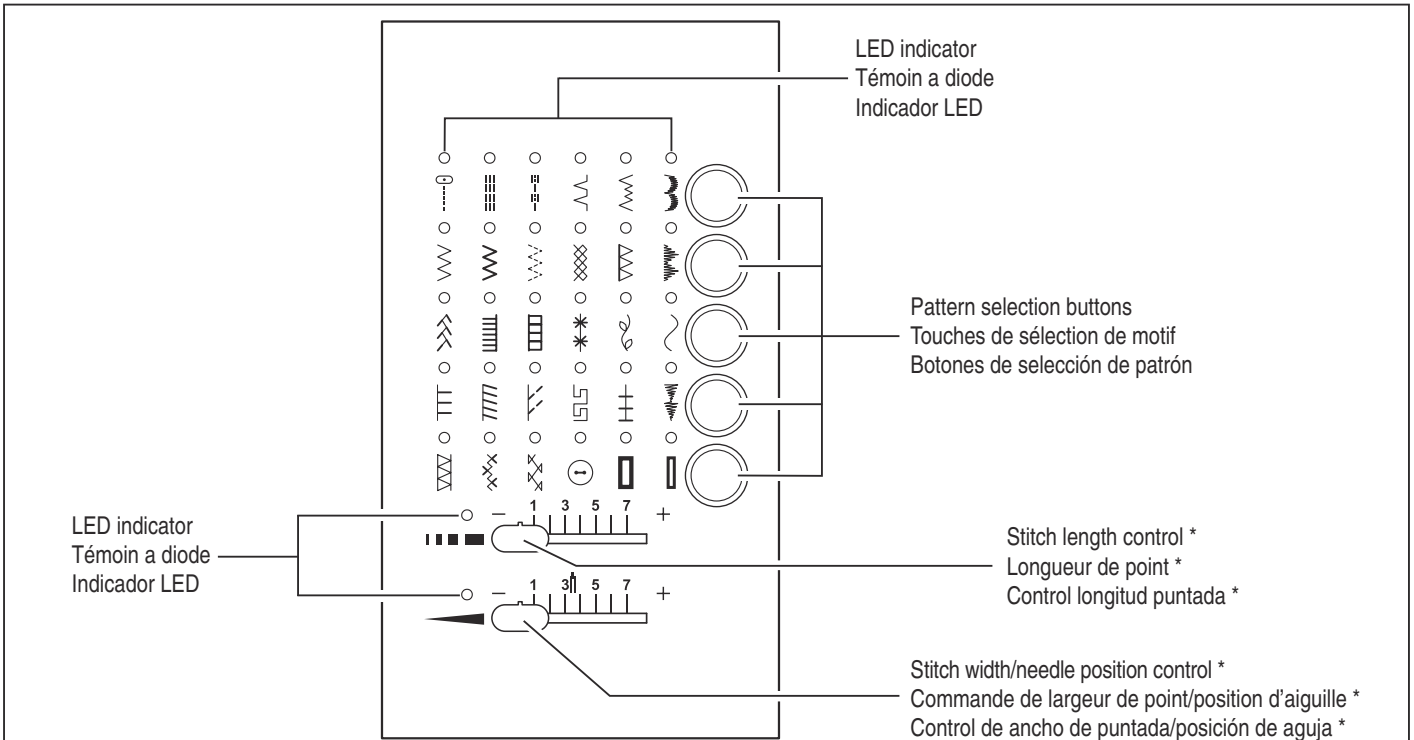 LED indicator
Témoin a diode
Indicador LED
Pattern selection buttons
Touches de sélection de motif
Botones de selección de patrón
LED indicator
Témoin a diode
Indicador LED
− 1 3 5 7 +
− 1 3 5 7 +
Stitch length control *
Longueur de point *
Control longitud puntada *
Stitch width/needle position control *
Commande de largeur de point/position d’aiguille *
Control de ancho de puntada/posición de aguja *